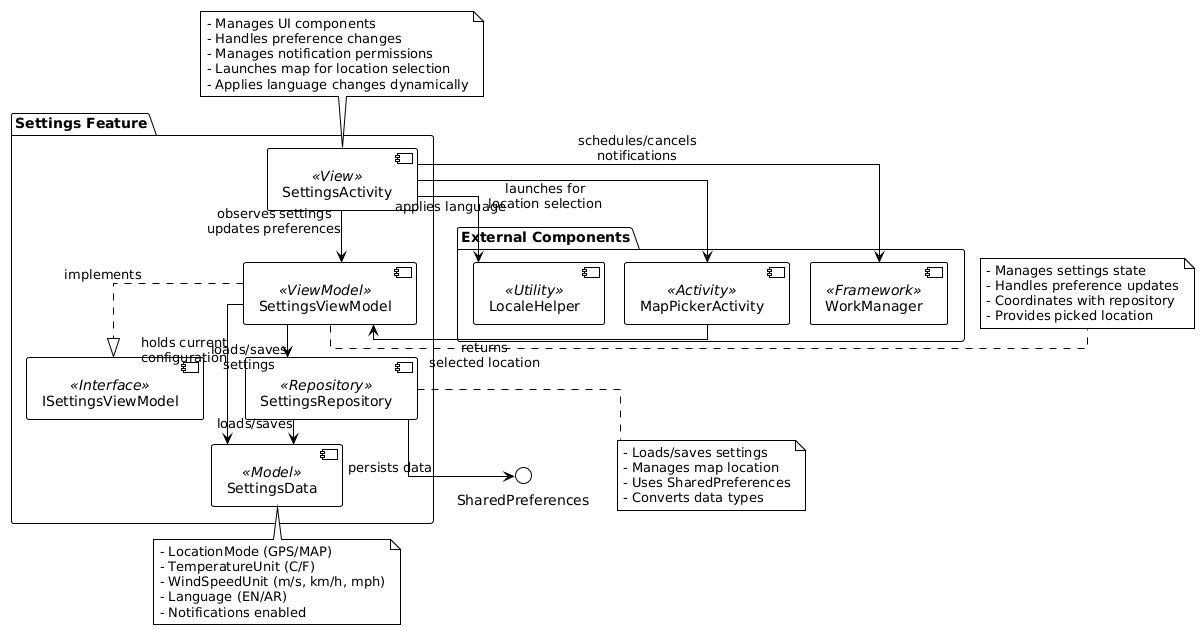 - Manages UI components
- Handles preference changes
- Manages notification permissions
- Launches map for location selection
- Applies language changes dynamically
Settings Feature
schedules/cancels
notifications
«View»
SettingsActivity
launches for
location selection
applies language
observes settings
updates preferences
External Components
implements
«ViewModel»
SettingsViewModel
«Utility»
LocaleHelper
«Activity»
MapPickerActivity
«Framework»
WorkManager
- Manages settings state
- Handles preference updates
- Coordinates with repository
- Provides picked location
holds current
configuration
loads/saves
settings
returns
selected location
«Interface»
ISettingsViewModel
«Repository»
SettingsRepository
loads/saves
«Model»
SettingsData
persists data
SharedPreferences
- Loads/saves settings
- Manages map location
- Uses SharedPreferences
- Converts data types
- LocationMode (GPS/MAP)
- TemperatureUnit (C/F)
- WindSpeedUnit (m/s, km/h, mph)
- Language (EN/AR)
- Notifications enabled